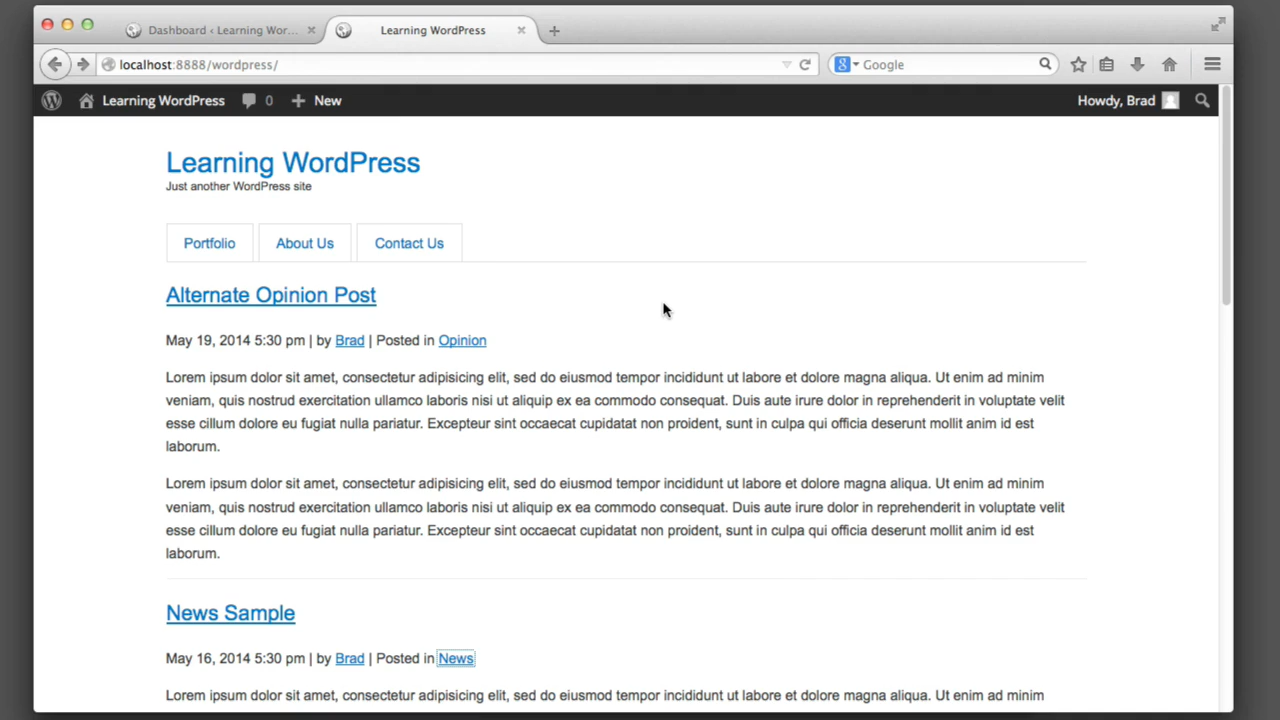 Dashboard ‹ Learning Wor...
Learning WordPress
localhost:8888/wordpress/
Google
Learning WordPress
0
New
Howdy, Brad
Learning WordPress
Just another WordPress site
Portfolio
About Us
Contact Us
Alternate Opinion Post
May 19, 2014 5:30 pm | by Brad | Posted in Opinion
Lorem ipsum dolor sit amet, consectetur adipisicing elit, sed do eiusmod tempor incididunt ut labore et dolore magna aliqua. Ut enim ad minim
veniam, quis nostrud exercitation ullamco laboris nisi ut aliquip ex ea commodo consequat. Duis aute irure dolor in reprehenderit in voluptate velit
esse cillum dolore eu fugiat nulla pariatur. Excepteur sint occaecat cupidatat non proident, sunt in culpa qui officia deserunt mollit anim id est
laborum.
Lorem ipsum dolor sit amet, consectetur adipisicing elit, sed do eiusmod tempor incididunt ut labore et dolore magna aliqua. Ut enim ad minim
veniam, quis nostrud exercitation ullamco laboris nisi ut aliquip ex ea commodo consequat. Duis aute irure dolor in reprehenderit in voluptate velit
esse cillum dolore eu fugiat nulla pariatur. Excepteur sint occaecat cupidatat non proident, sunt in culpa qui officia deserunt mollit anim id est
laborum.
News Sample
May 16, 2014 5:30 pm | by Brad | Posted in News
Lorem ipsum dolor sit amet, consectetur adipisicing elit, sed do eiusmod tempor incididunt ut labore et dolore magna aliqua. Ut enim ad minim